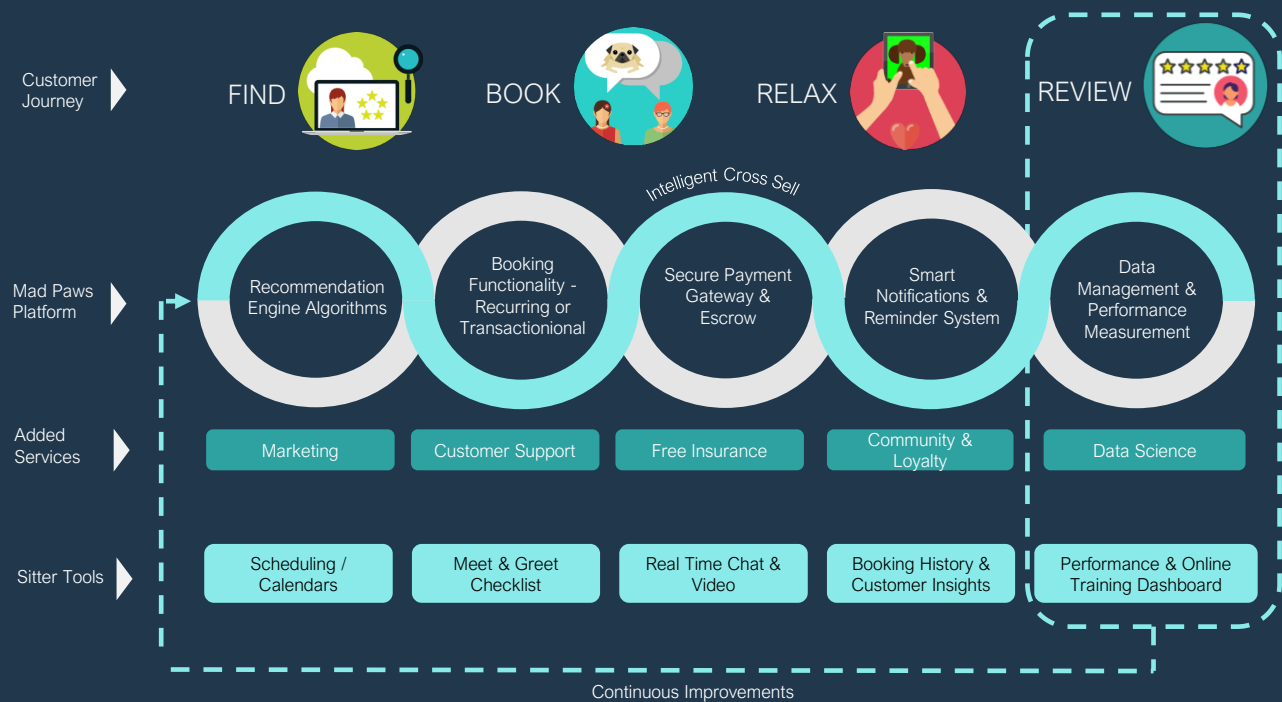 Customer
Journey
FIND
BOOK
RELAX
REVIEW
Intelligent Cross Sell
Mad Paws
Platform
Recommendation
Engine Algorithms
Booking
Functionality -
Recurring or
Transactionional
Secure Payment
Gateway &
Escrow
Smart
Notifications &
Reminder System
Data
Management &
Performance
Measurement
Added
Services
Marketing
Customer Support
Free Insurance
Community &
Loyalty
Data Science
Sitter Tools
Scheduling /
Calendars
Meet & Greet
Checklist
Real Time Chat &
Video
Booking History &
Customer Insights
Performance & Online
Training Dashboard
Continuous Improvements